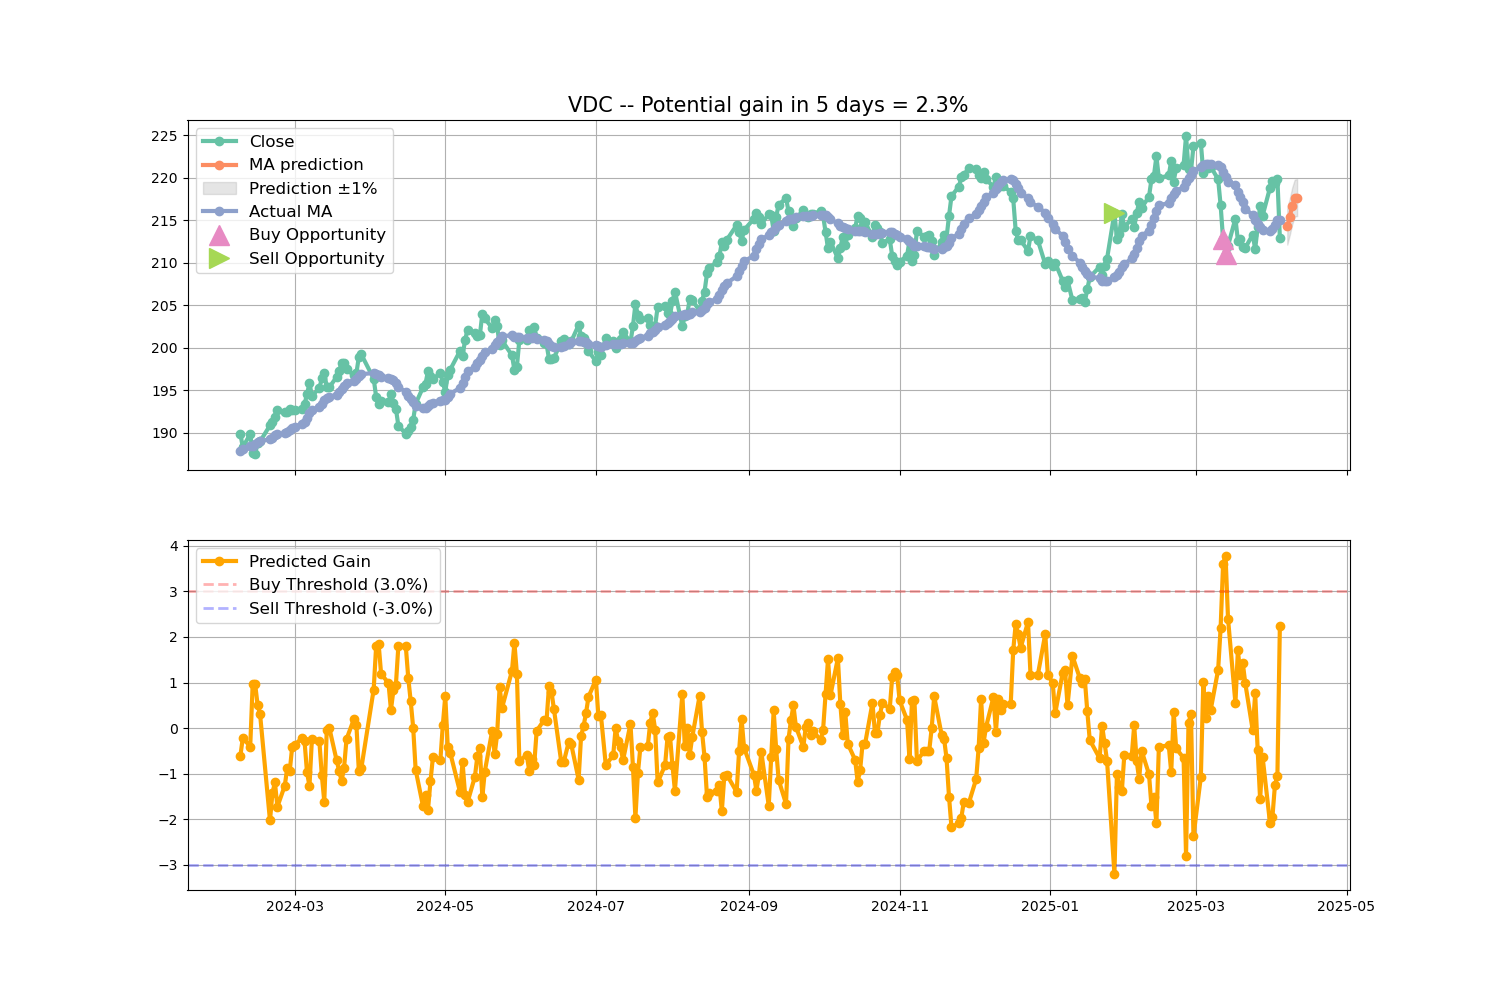 VDC -- Potential gain in 5 days = 2.3%
225
220
215
210
205
200
195
190
Close
MA prediction
Prediction ±1%
Actual MA
Buy Opportunity
Sell Opportunity
4
3
2
1
0
−1
−2
−3
Predicted Gain
Buy Threshold (3.0%)
Sell Threshold (-3.0%)
2024-03 2024-05 2024-07 2024-09 2024-11 2025-01 2025-03 2025-05